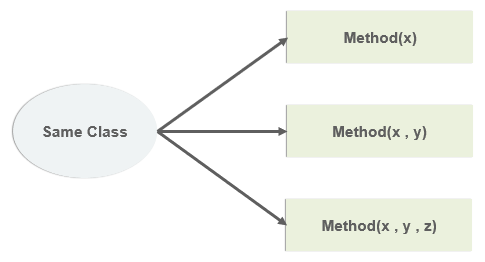 Method(x)
Same Class
Method(x , y)
Method(x , y , z)